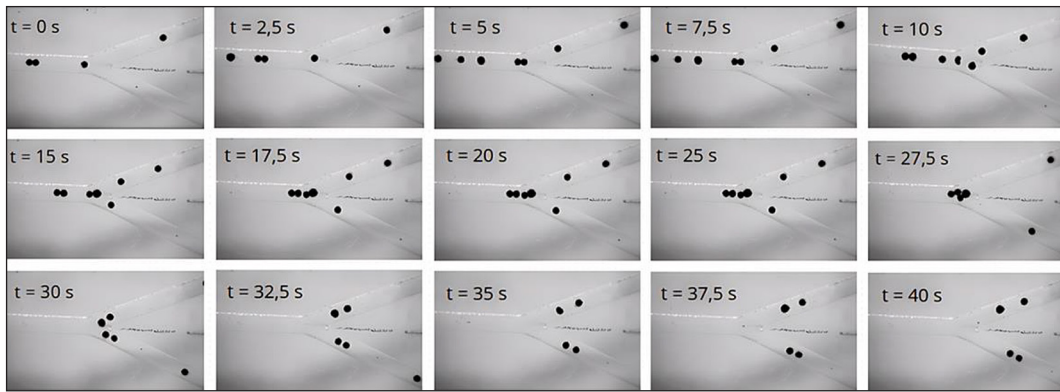 t = 0 s
t = 2,5 s
t = 5 s
t = 7,5 s
t = 10 s
t = 15 s
t = 17,5 s
t = 20 s
t = 25 s
t = 27,5 s
t = 30 s
t = 32,5 s
t = 35 s
t = 37,5 s
t = 40 s